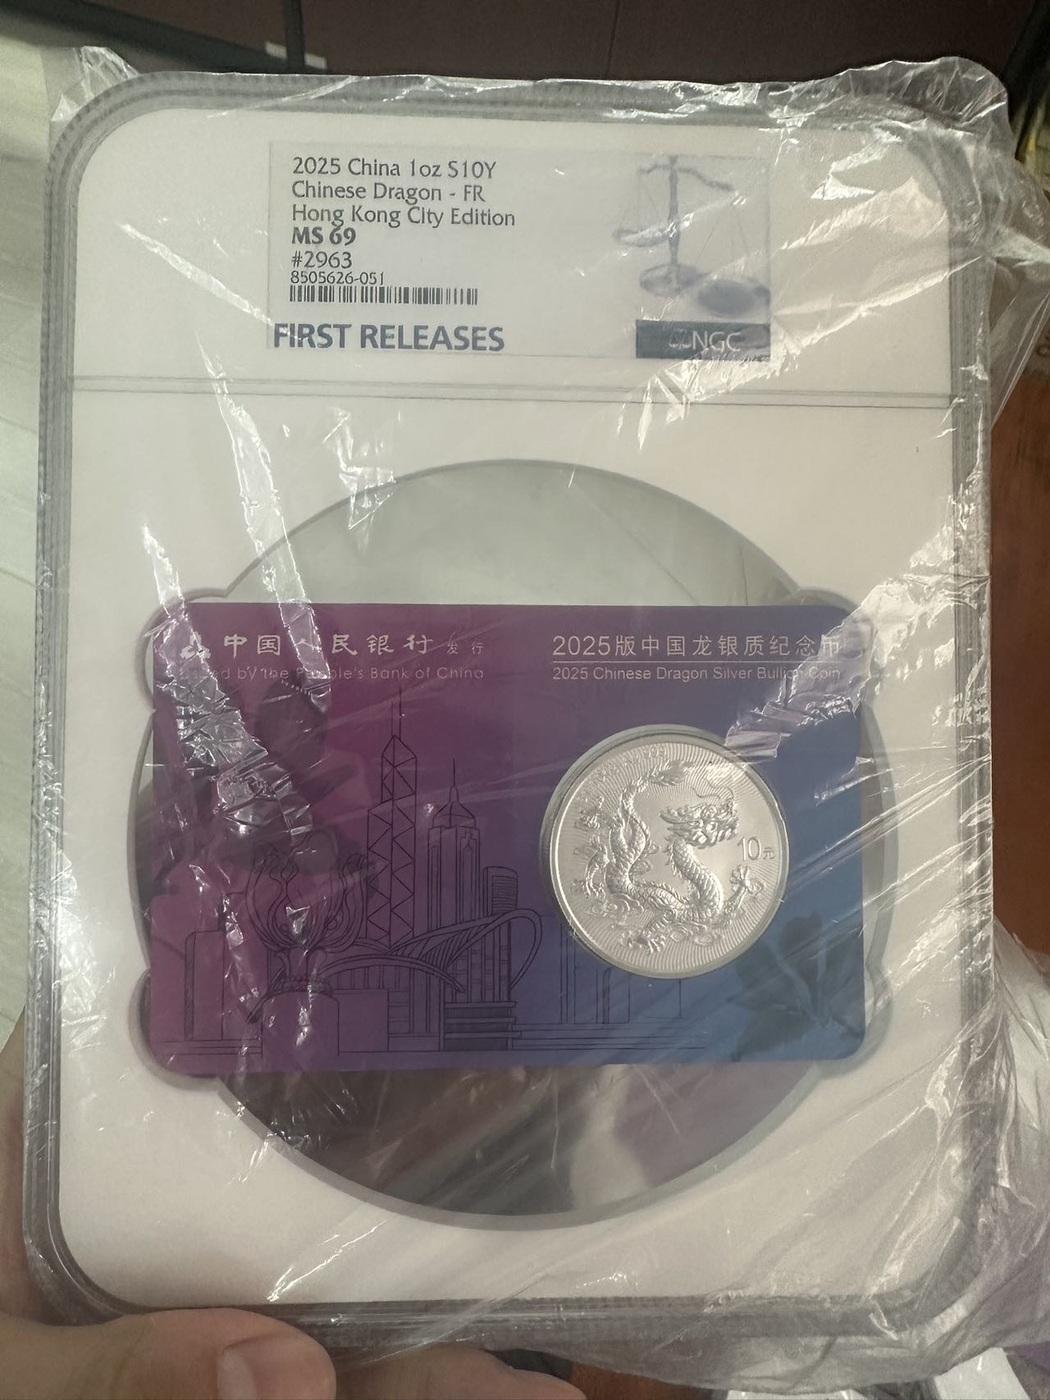 2025 China 1oz S10Y
Chinese Dragon - FR
Hong Kong City Edition
MS 69
#2963
8505626-051
FIRST RELEASES
NGC
中国人民银行 发行
Issued by the People's Bank of China
2025版中国龙银质纪念币
2025 Chinese Dragon Silver Bullion Coin
10元